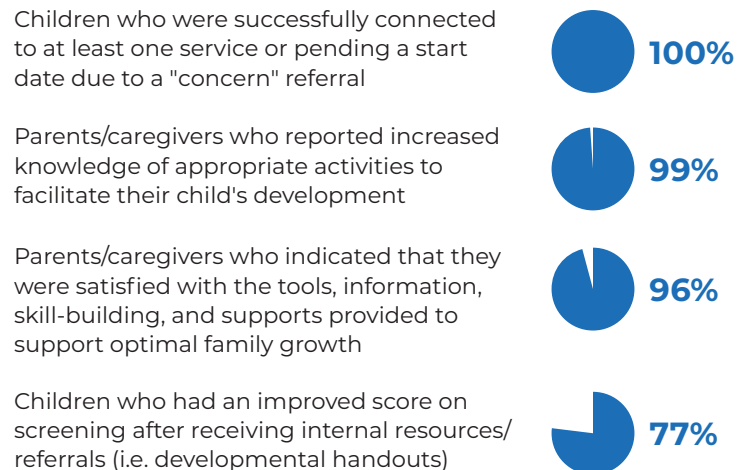 Children who were successfully connected
to at least one service or pending a start
date due to a "concern" referral
100%
Parents/caregivers who reported increased
knowledge of appropriate activities to
facilitate their child's development
99%
Parents/caregivers who indicated that they
were satisfied with the tools, information,
skill-building, and supports provided to
support optimal family growth
96%
Children who had an improved score on
screening after receiving internal resources/
referrals (i.e. developmental handouts)
77%